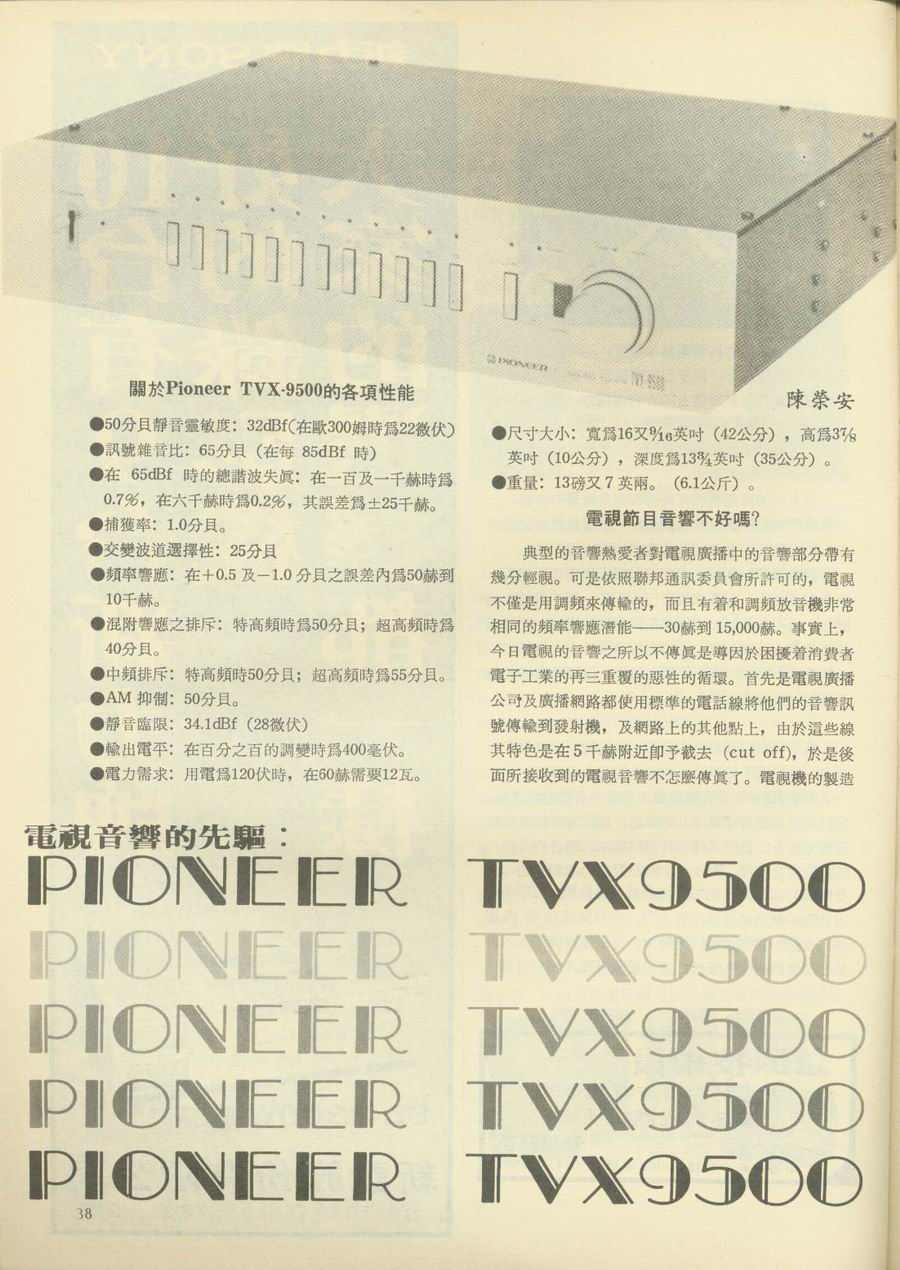 PIONEER
關於Pioneer TVX-9500的各項性能
●50分貝靜音靈敏度：32dBf(在歐300姆時爲22微伏)
●訊號雜音比：65分貝（在每 85dBf 時）
●在 65dBf 時的總諧波失眞：在一百及一千赫時爲
0.7%，在六千赫時爲0.2%，其誤差爲±25千赫。
●捕獲率：1.0分貝。
●交變波道選擇性：25分貝
●頻率響應：在＋0.5 及－1.0 分貝之誤差內爲50赫到
10千赫。
●混附響應之排斥：特高頻時爲50分貝；超高頻時爲
40分貝。
●中頻排斥：特高頻時50分貝；超高頻時爲55分貝。
●AM 抑制：50分貝。
●靜音臨限：34.1dBf（28微伏）
●輸出電平：在百分之百的調變時爲400毫伏。
●電力需求：用電爲120伏時，在60赫需要12瓦。
陳榮安
●尺寸大小：寬爲16又9/16英吋（42公分），高爲37/8
英吋（10公分），深度爲13¾英吋（35公分）。
●重量：13磅又 7 英兩。（6.1公斤）。
電視節目音響不好嗎？
典型的音響熱愛者對電視廣播中的音響部分帶有
幾分輕視。可是依照聯邦通訊委員會所許可的，電視
不僅是用調頻來傳輸的，而且有着和調頻放音機非常
相同的頻率響應潛能——30赫到 15,000赫。事實上，
今日電視的音響之所以不傳眞是導因於困擾着消費者
電子工業的再三重覆的惡性的循環。首先是電視廣播
公司及廣播網路都使用標準的電話線將他們的音響訊
號傳輸到發射機，及網路上的其他點上，由於這些線
其特色是在 5 千赫附近卽予截去（cut off)，於是後
面所接收到的電視音響不怎麽傳眞了。電視機的製造
電視音響的先驅：
PIONEER TVX9500
PIONEER TVX9500
PIONEER TVX9500
PIONEER TVX9500
PIONEER TVX9500
38